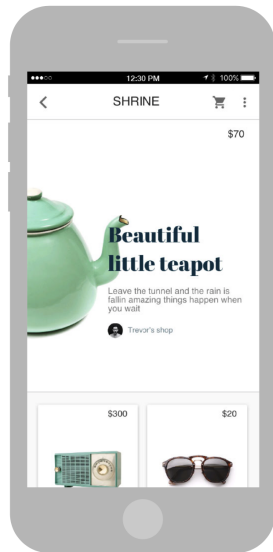 12:30 PM
100%
SHRINE
$70
Beautiful
little teapot
Leave the tunnel and the rain is
fallin amazing things happen when
you wait
Trevor's shop
$300
$20